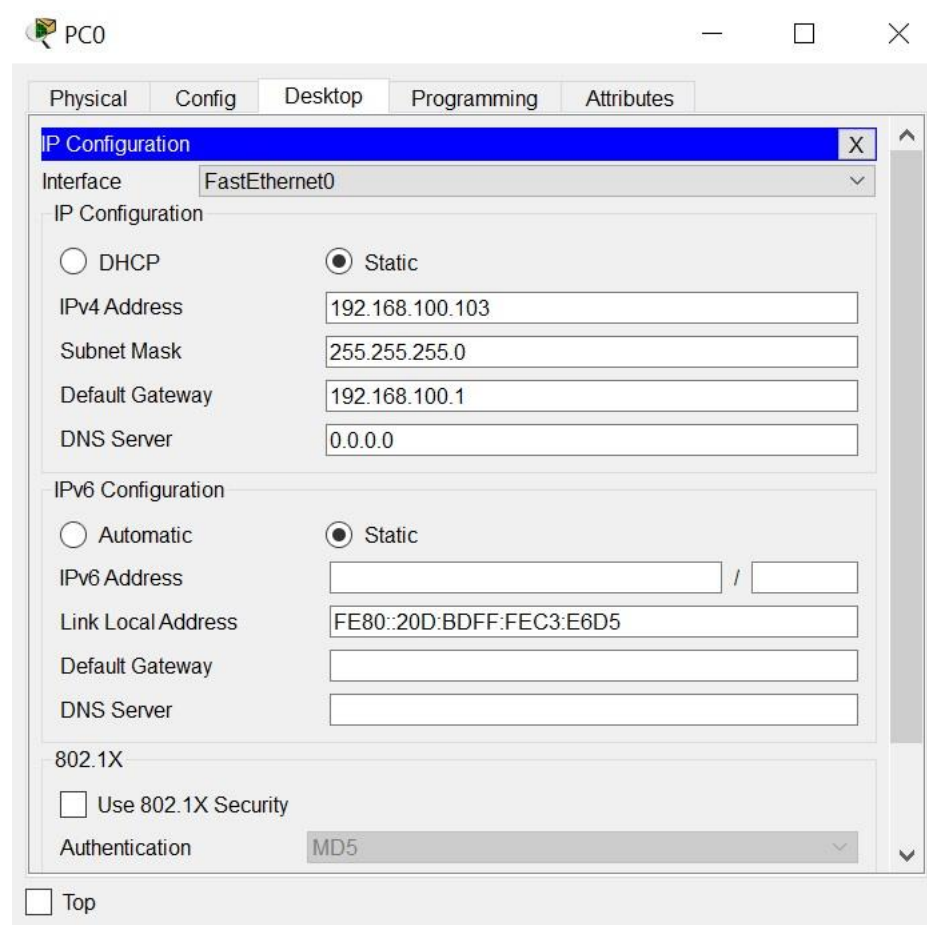 PC0
Physical Config Desktop Programming Attributes
IP Configuration X
Interface FastEthernet0
IP Configuration
DHCP Static
IPv4 Address 192.168.100.103
Subnet Mask 255.255.255.0
Default Gateway 192.168.100.1
DNS Server 0.0.0.0
IPv6 Configuration
Automatic Static
IPv6 Address /
Link Local Address FE80::20D:BDFF:FEC3:E6D5
Default Gateway
DNS Server
802.1X
Use 802.1X Security
Authentication MD5
Top